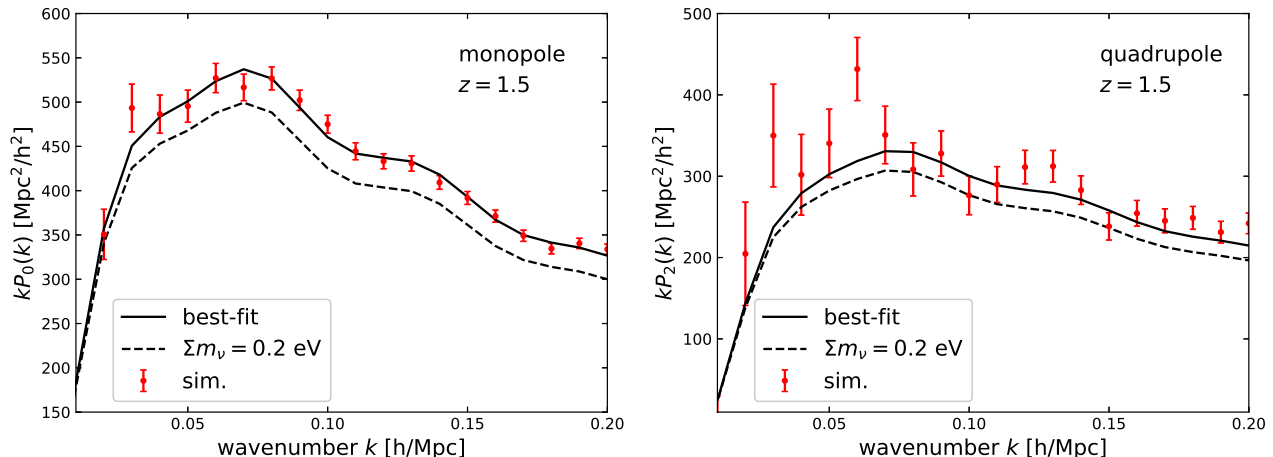 600
550
500
450
400
350
300
250
200
150
kP₀(k) [Mpc²/h²]
monopole
z = 1.5
best-fit
Σmν = 0.2 eV
sim.
0.05 0.10 0.15 0.20
wavenumber k [h/Mpc]
500
400
300
200
100
kP₂(k) [Mpc²/h²]
quadrupole
z = 1.5
best-fit
Σmν = 0.2 eV
sim.
0.05 0.10 0.15 0.20
wavenumber k [h/Mpc]